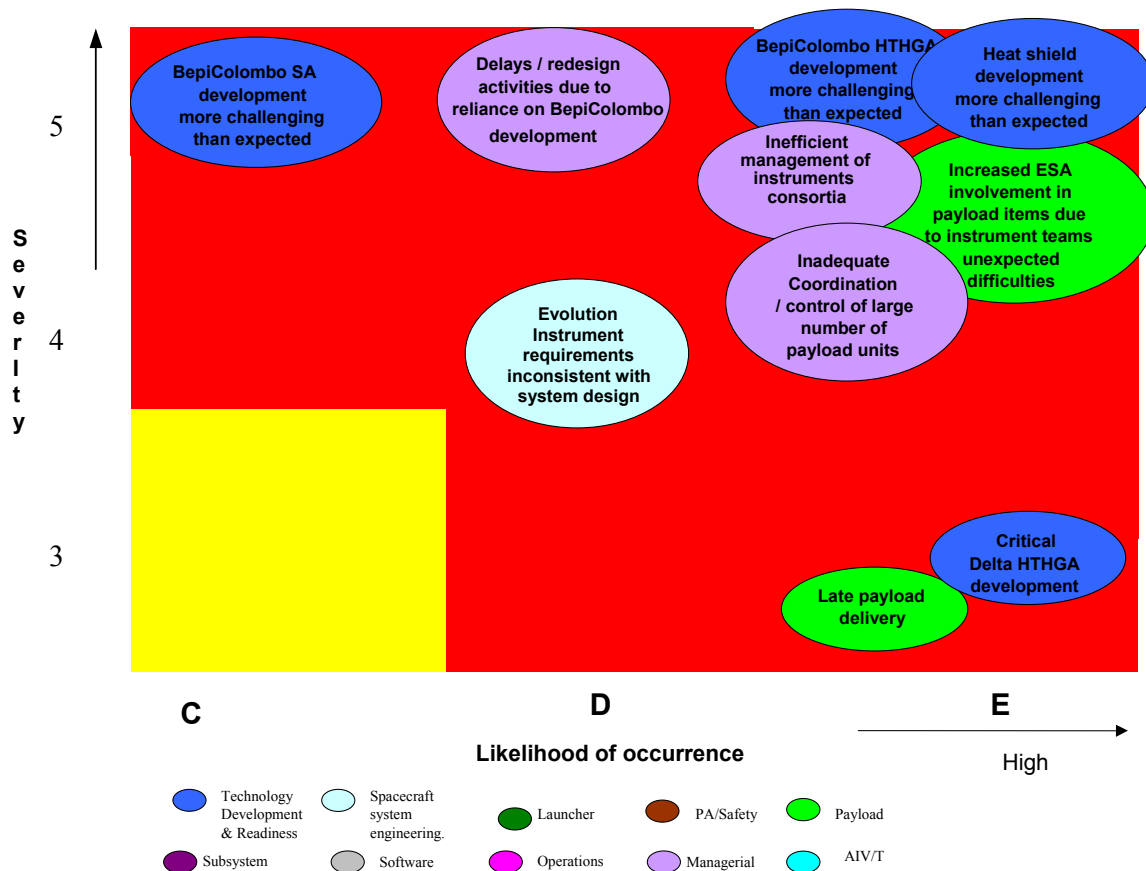 BepiColombo SA
development
more challenging
than expected
Delays / redesign
activities due to
reliance on BepiColombo
development
BepiColombo HTHGA
development
more challenging
than expected
Heat shield
development
more challenging
than expected
Inefficient
management of
instruments
consortia
Increased ESA
involvement in
payload items due
to instrument teams
unexpected
difficulties
Inadequate
Coordination
/ control of large
number of
payload units
Evolution
Instrument
requirements
inconsistent with
system design
Critical
Delta HTHGA
development
Late payload
delivery
5
4
3
S
e
v
e
r
I
t
y
C
D
E
Likelihood of occurrence
High
Technology
Development
& Readiness
Spacecraft
system
engineering.
Launcher
PA/Safety
Payload
Subsystem
Software
Operations
Managerial
AIV/T